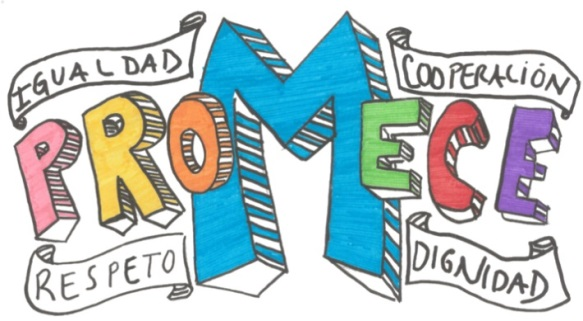 IGUALDAD
COOPERACIÓN
PROMECE
RESPETO
DIGNIDAD